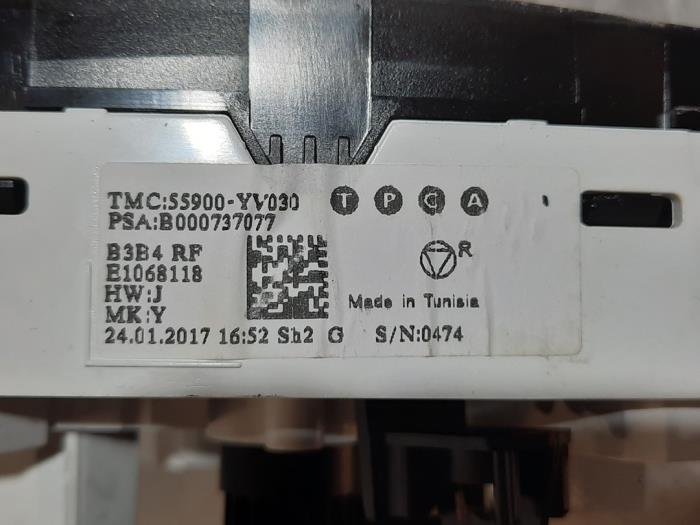 TMC:55900-YV030 T P C A
PSA:B000737077
B3B4 RF
E1068118
HW:J
MK:Y
R
Made in Tunisia
24.01.2017 16:52 Sh2 G S/N:0474